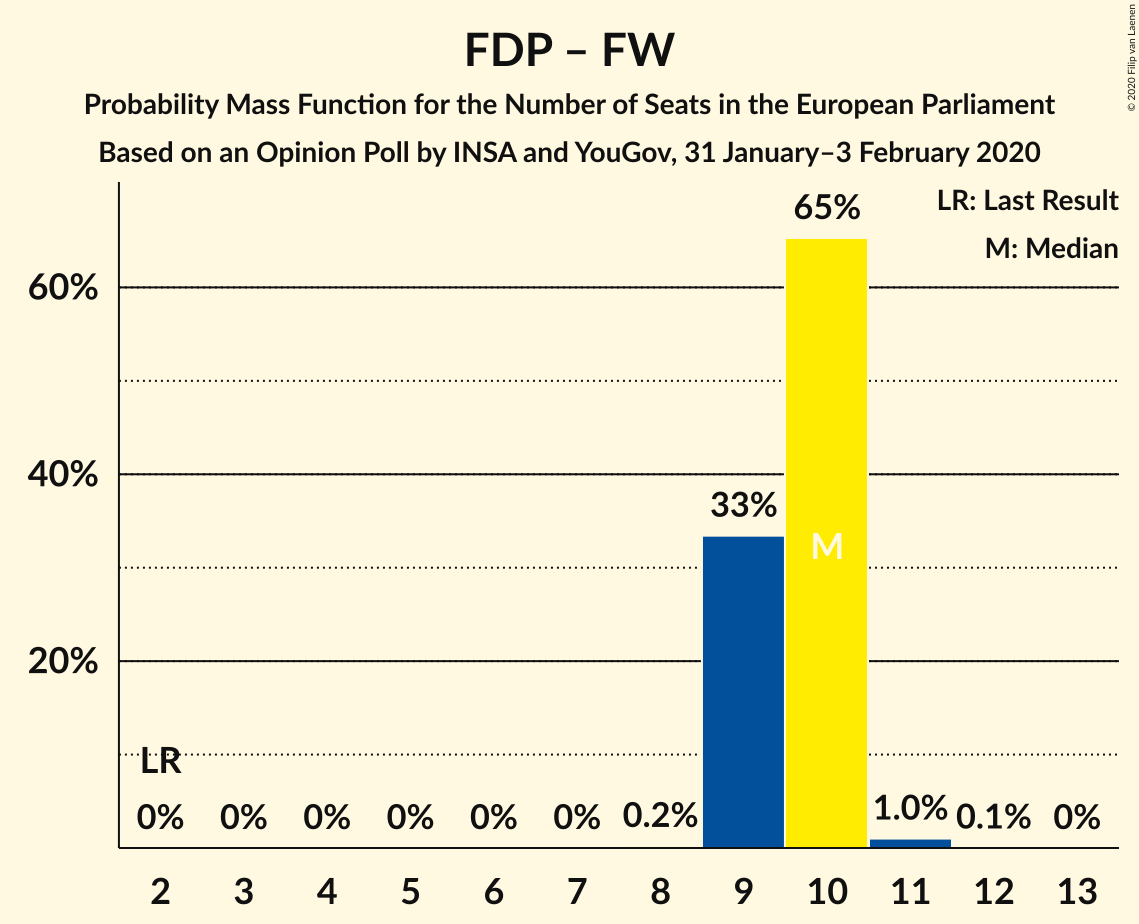 FDP – FW
Probability Mass Function for the Number of Seats in the European Parliament
Based on an Opinion Poll by INSA and YouGov, 31 January–3 February 2020
© 2020 Filip van Laenen
LR: Last Result
M: Median
60%
40%
20%
65%
33%
M
LR
0% 0% 0% 0% 0% 0% 0.2% 1.0% 0.1% 0%
2 3 4 5 6 7 8 9 10 11 12 13